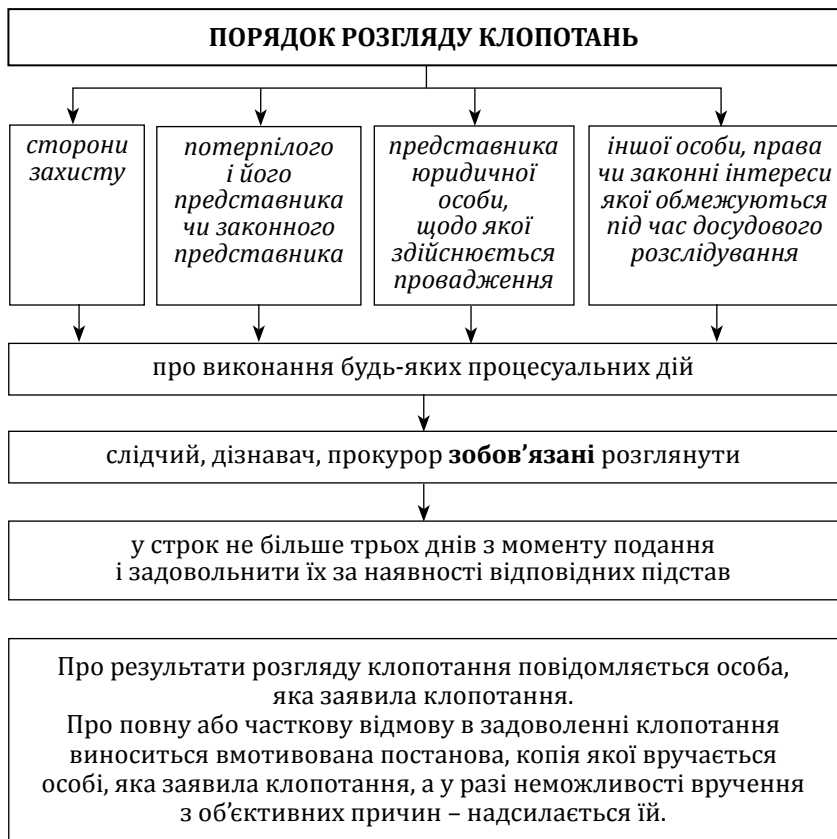 ПОРЯДОК РОЗГЛЯДУ КЛОПОТАНЬ
сторони
захисту
потерпілого
і його
представника
чи законного
представника
представника
юридичної
особи,
щодо якої
здійснюється
провадження
іншої особи, права
чи законні інтереси
якої обмежуються
під час досудового
розслідування
про виконання будь-яких процесуальних дій
слідчий, дізнавач, прокурор зобов’язані розглянути
у строк не більше трьох днів з моменту подання
і задовольнити їх за наявності відповідних підстав
Про результати розгляду клопотання повідомляється особа,
яка заявила клопотання.
Про повну або часткову відмову в задоволенні клопотання
виноситься вмотивована постанова, копія якої вручається
особі, яка заявила клопотання, а у разі неможливості вручення
з об’єктивних причин – надсилається їй.